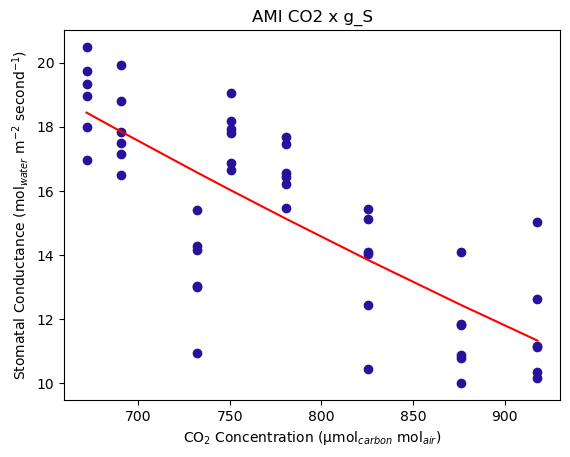 AMI CO2 x g_S
Stomatal Conductance (mol_water m⁻² second⁻¹)
20
18
16
14
12
10
700 750 800 850 900
CO₂ Concentration (μmol_carbon mol_air)